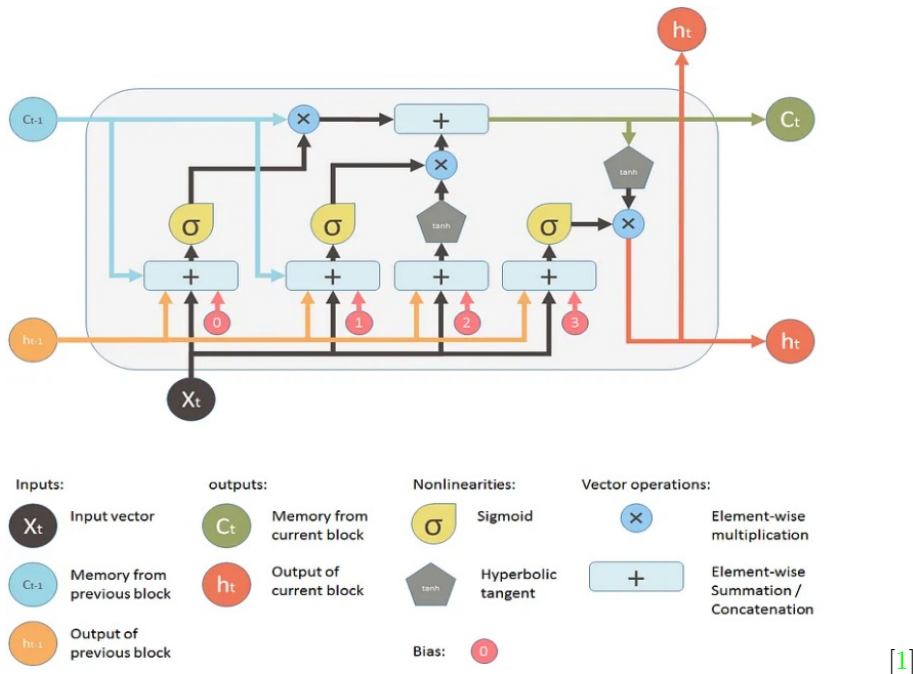 hₜ
Cₜ₋₁
×
+
Cₜ
×
tanh
σ
σ
tanh
σ
×
+
+
+
+
0
1
2
3
hₜ₋₁
hₜ
Xₜ
Inputs:
outputs:
Nonlinearities:
Vector operations:
Xₜ
Input vector
Cₜ
Memory from
current block
σ
Sigmoid
×
Element-wise
multiplication
Cₜ₋₁
Memory from
previous block
hₜ
Output of
current block
tanh
Hyperbolic
tangent
+
Element-wise
Summation /
Concatenation
hₜ₋₁
Output of
previous block
Bias:
0
[1]